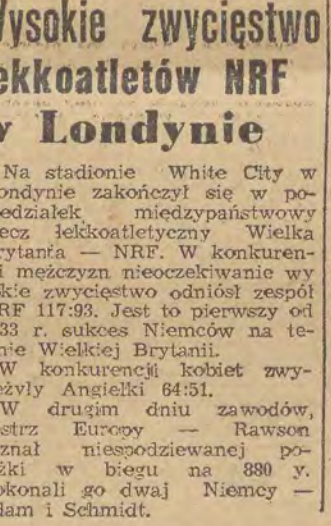 Wysokie zwycięstwo
ekkoatletów NRF
w Londynie
Na stadionie White City w
ondynie zakończył się w po-
edziałek międzypaństwowy
ecz lekkoatletyczny Wielka
rytania — NRF. W konkuren-
i mężczyzn nieoczekiwanie wy
kie zwycięstwo odniósł zespół
RF 117:93. Jest to pierwszy od
33 r. sukces Niemców na te-
nie Wielkiej Brytanii.
W konkurencji kobiet zwy-
ężyły Angielki 64:51.
W drugim dniu zawodów,
strz Europy — Rawson
znał niespodziewanej po-
żki w biegu na 880 y.
okonali go dwaj Niemcy —
dam i Schmidt.